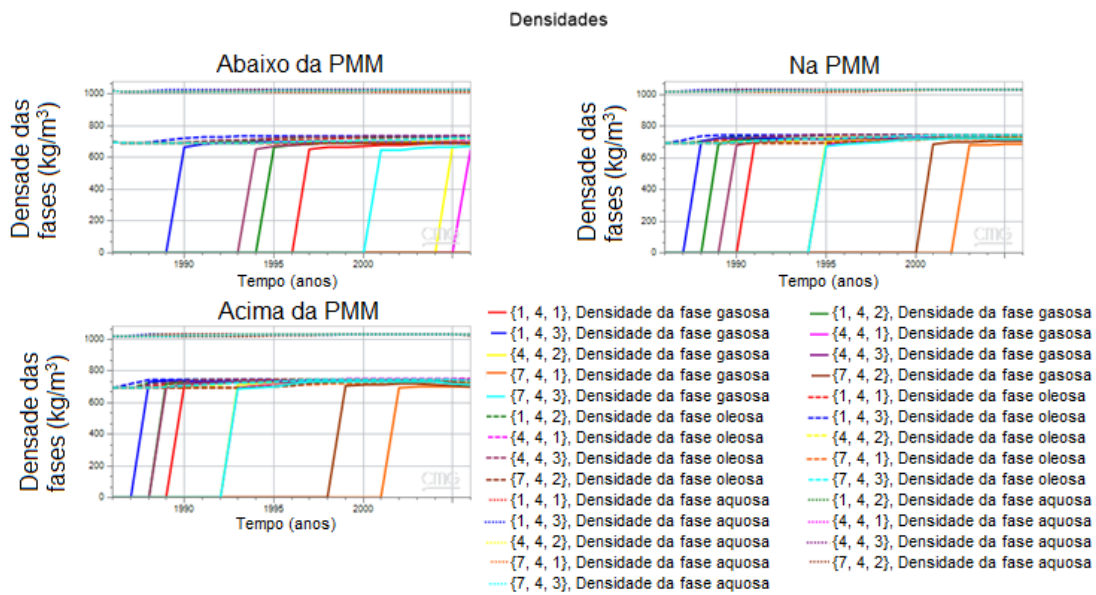 Densidades
Abaixo da PMM
Densade das
fases (kg/m³)
1000
800
600
400
200
0
1990
1995
2000
Tempo (anos)
CMG
Na PMM
Densade das
fases (kg/m³)
1000
800
600
400
200
0
1990
1995
2000
Tempo (anos)
CMG
Acima da PMM
Densade das
fases (kg/m³)
1000
800
600
400
200
0
1990
1995
2000
Tempo (anos)
CMG
{1, 4, 1}, Densidade da fase gasosa
{1, 4, 2}, Densidade da fase gasosa
{1, 4, 3}, Densidade da fase gasosa
{4, 4, 1}, Densidade da fase gasosa
{4, 4, 2}, Densidade da fase gasosa
{4, 4, 3}, Densidade da fase gasosa
{7, 4, 1}, Densidade da fase gasosa
{7, 4, 2}, Densidade da fase gasosa
{7, 4, 3}, Densidade da fase gasosa
{1, 4, 1}, Densidade da fase oleosa
{1, 4, 2}, Densidade da fase oleosa
{1, 4, 3}, Densidade da fase oleosa
{4, 4, 1}, Densidade da fase oleosa
{4, 4, 2}, Densidade da fase oleosa
{4, 4, 3}, Densidade da fase oleosa
{7, 4, 1}, Densidade da fase oleosa
{7, 4, 2}, Densidade da fase oleosa
{7, 4, 3}, Densidade da fase oleosa
{1, 4, 1}, Densidade da fase aquosa
{1, 4, 2}, Densidade da fase aquosa
{1, 4, 3}, Densidade da fase aquosa
{4, 4, 1}, Densidade da fase aquosa
{4, 4, 2}, Densidade da fase aquosa
{4, 4, 3}, Densidade da fase aquosa
{7, 4, 1}, Densidade da fase aquosa
{7, 4, 2}, Densidade da fase aquosa
{7, 4, 3}, Densidade da fase aquosa